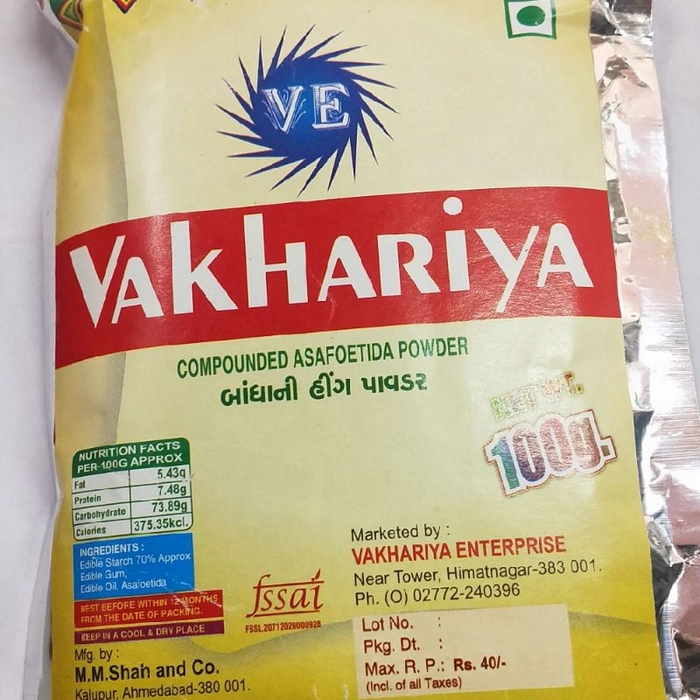 VE
VAKHARIYA
COMPOUNDED ASAFOETIDA POWDER
બાંધાની હીંગ પાવડર
NET WT.
100g.
NUTRITION FACTS
PER-100G APPROX
Fat 5.43g
Protein 7.48g
Carbohydrate 73.89g
Calories 375.35kcl.
INGREDIENTS :
Edible Starch 70% Approx
Edible Gum,
Edible Oil, Asafoetida
BEST BEFORE WITHIN 12 MONTHS
FROM THE DATE OF PACKING.
KEEP IN A COOL & DRY PLACE
Mfg. by :
M.M.Shah and Co.
Kalupur, Ahmedabad-380 001.
fssai
Marketed by :
VAKHARIYA ENTERPRISE
Near Tower, Himatnagar-383 001.
Ph. (O) 02772-240396
Lot No. :
Pkg. Dt. :
Max. R. P.: Rs. 40/-
(Incl. of all Taxes)